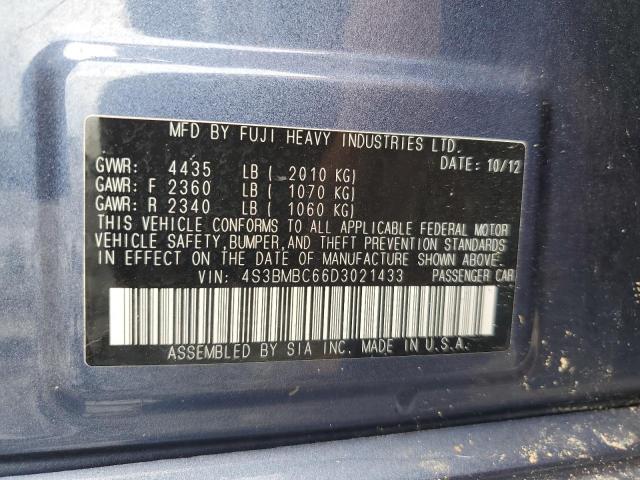 MFD BY FUJI HEAVY INDUSTRIES LTD.
DATE: 10/12
GVWR: 4435 LB ( 2010 KG)
GAWR: F 2360 LB ( 1070 KG)
GAWR: R 2340 LB ( 1060 KG)
THIS VEHICLE CONFORMS TO ALL APPLICABLE FEDERAL MOTOR
VEHICLE SAFETY, BUMPER, AND THEFT PREVENTION STANDARDS
IN EFFECT ON THE DATE OF MANUFACTURE SHOWN ABOVE.
VIN: 4S3BMBC66D3021433 PASSENGER CAR
ASSEMBLED BY SIA INC. MADE IN U.S.A.